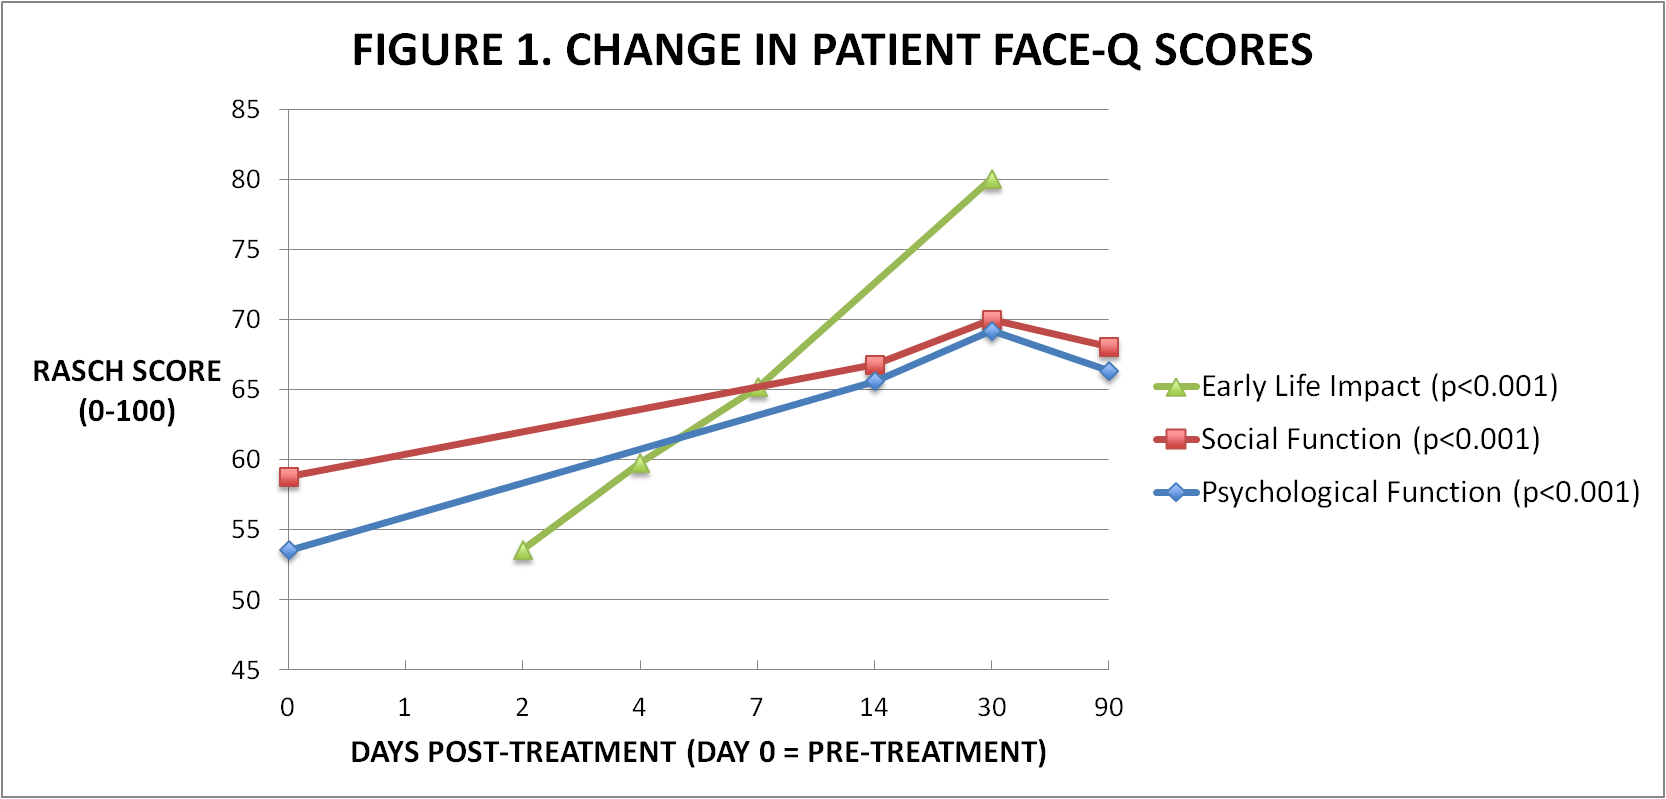 FIGURE 1. CHANGE IN PATIENT FACE-Q SCORES
85
80
75
70
65
60
55
50
45
RASCH SCORE
(0-100)
0 1 2 4 7 14 30 90
DAYS POST-TREATMENT (DAY 0 = PRE-TREATMENT)
Early Life Impact (p<0.001)
Social Function (p<0.001)
Psychological Function (p<0.001)